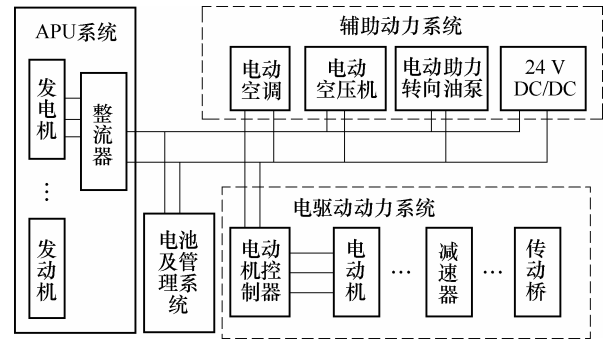 APU系统
发电机
整流器
⋮
发动机
辅助动力系统
电动
空调
电动
空压机
电动助力
转向油泵
24 V
DC/DC
电池
及管
理系统
电驱动动力系统
电动
机控
制器
电动机
…
减速器
…
传动桥